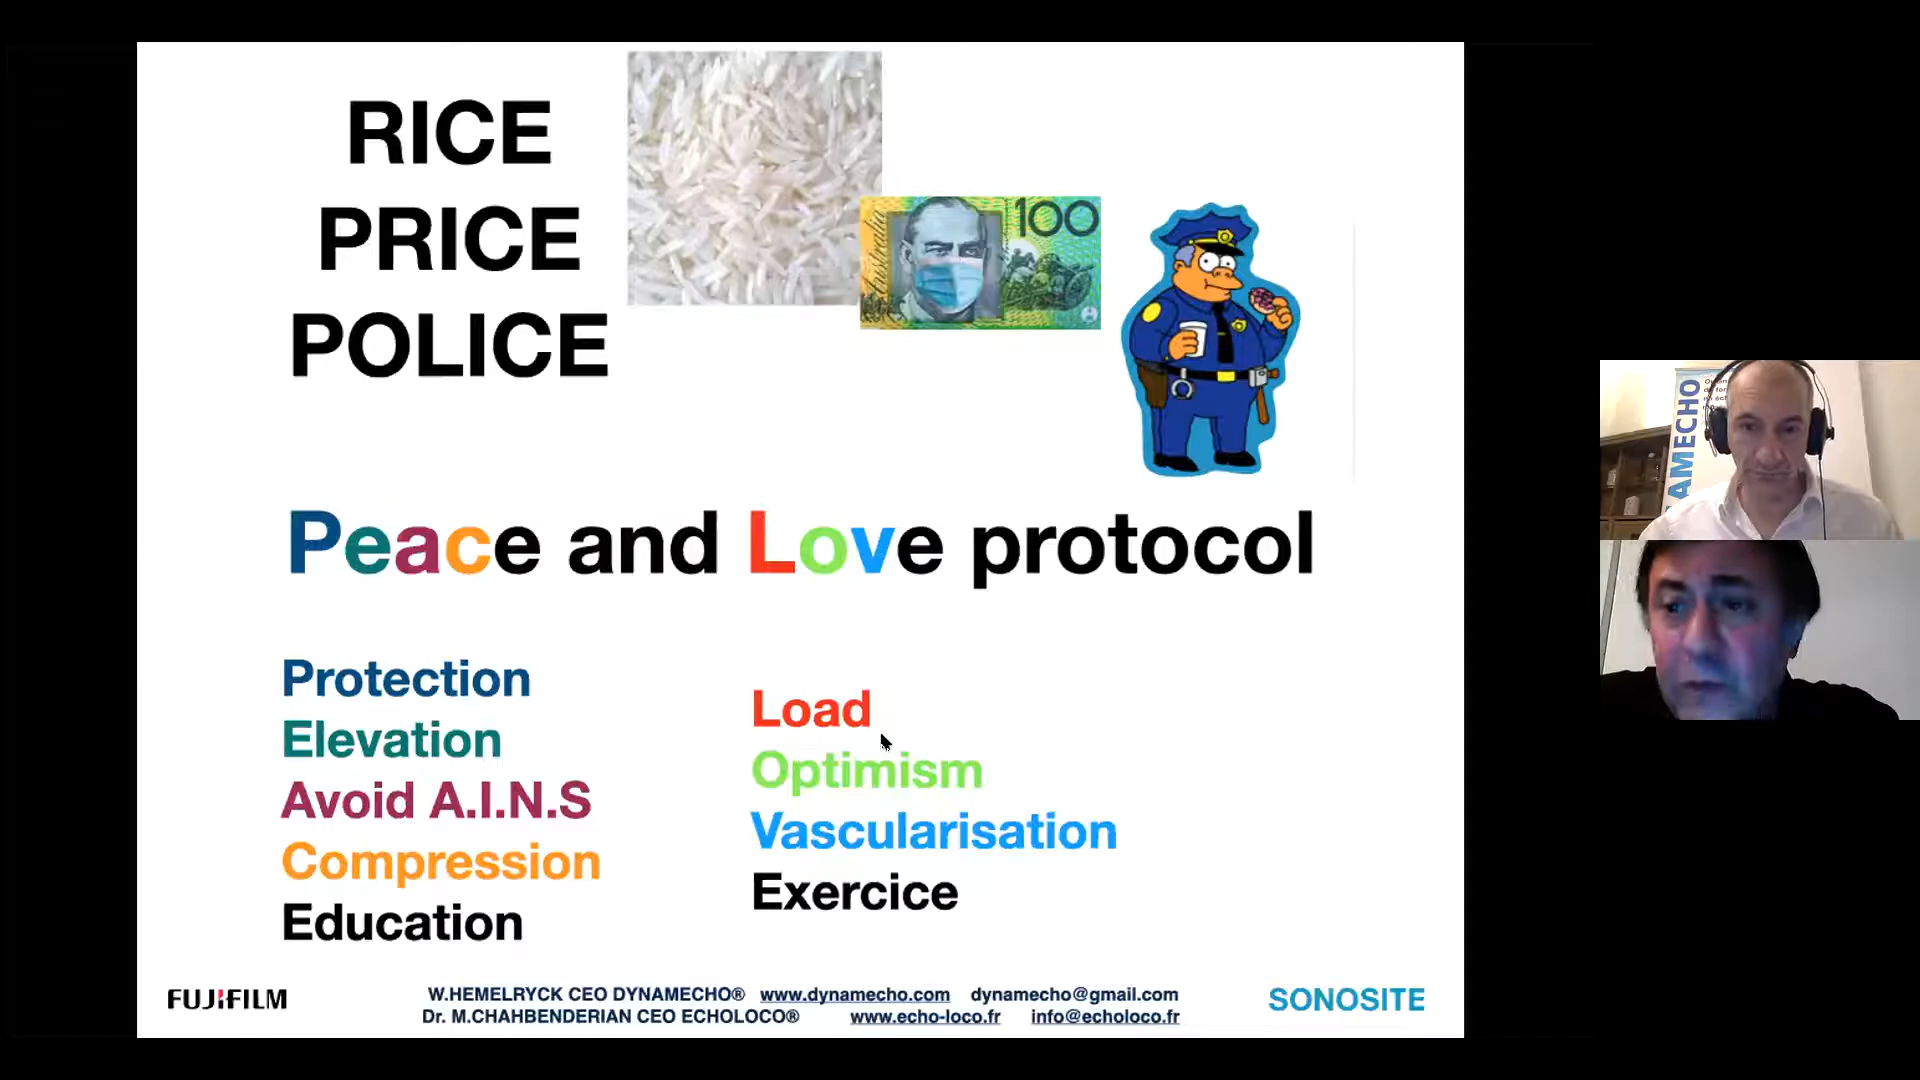 RICE
PRICE
POLICE
Australia
100
Peace and Love protocol
Protection
Elevation
Avoid A.I.N.S
Compression
Education
Load
Optimism
Vascularisation
Exercice
FUJIFILM
W.HEMELRYCK CEO DYNAMECHO® www.dynamecho.com dynamecho@gmail.com
Dr. M.CHAHBENDERIAN CEO ECHOLOCO® www.echo-loco.fr info@echoloco.fr
SONOSITE
AMECHO